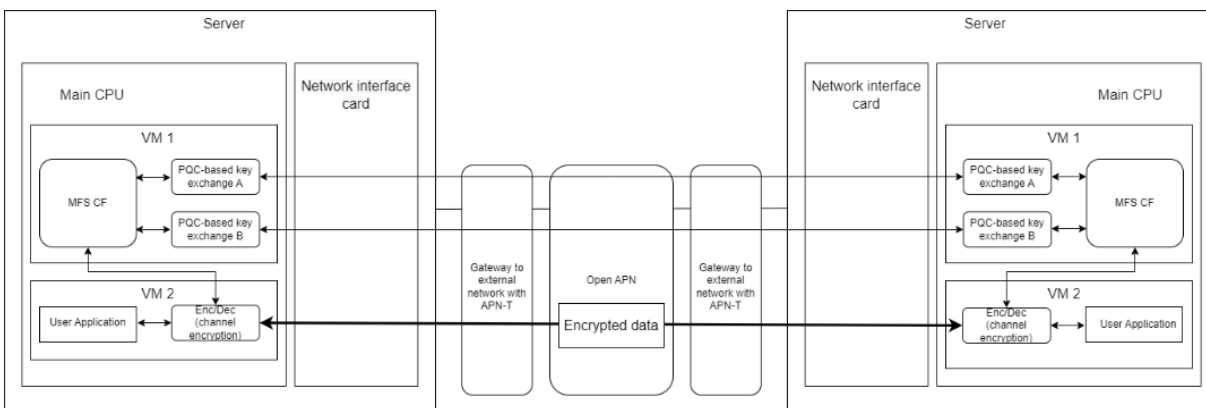 Server
Main CPU
Network interface
card
VM 1
MFS CF
PQC-based key
exchange A
PQC-based key
exchange B
VM 2
User Application
Enc/Dec
(channel
encryption)
Gateway to
external
network with
APN-T
Open APN
Encrypted data
Gateway to
external
network with
APN-T
Server
Network interface
card
Main CPU
VM 1
PQC-based key
exchange A
PQC-based key
exchange B
MFS CF
VM 2
Enc/Dec
(channel
encryption)
User Application